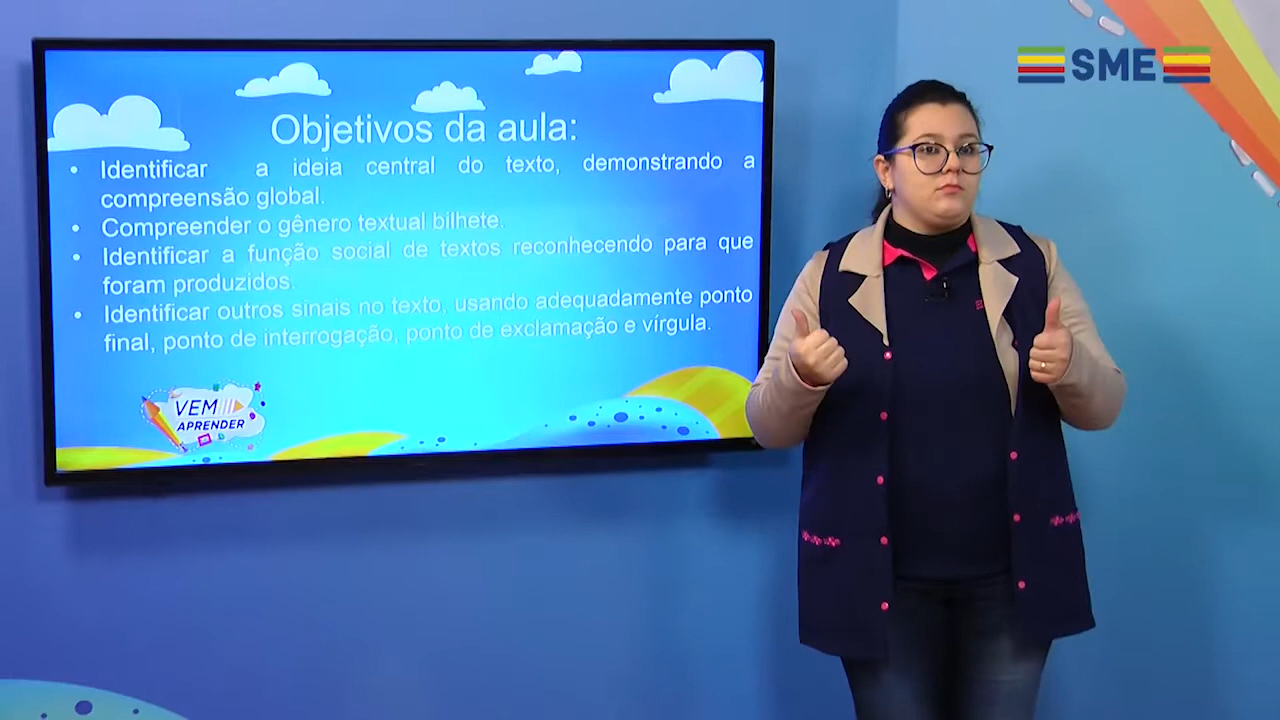 SME
Objetivos da aula:
• Identificar a ideia central do texto, demonstrando a
compreensão global.
• Compreender o gênero textual bilhete.
• Identificar a função social de textos reconhecendo para que
foram produzidos.
• Identificar outros sinais no texto, usando adequadamente ponto
final, ponto de interrogação, ponto de exclamação e vírgula.
VEM
APRENDER